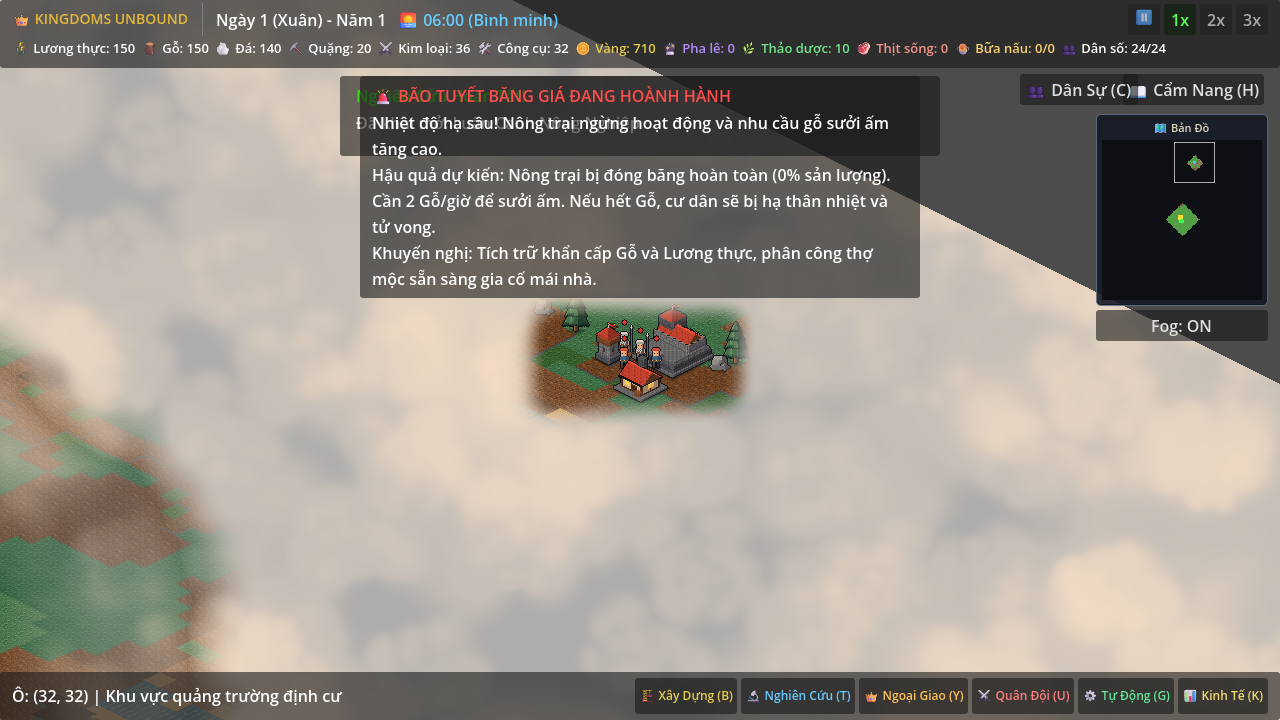 KINGDOMS UNBOUND
Ngày 1 (Xuân) - Năm 1
06:00 (Bình minh)
1x
2x
3x
Lương thực: 150
Gỗ: 150
Đá: 140
Quặng: 20
Kim loại: 36
Công cụ: 32
Vàng: 710
Pha lê: 0
Thảo dược: 10
Thịt sống: 0
Bữa nấu: 0/0
Dân số: 24/24
BÃO TUYẾT BĂNG GIÁ ĐANG HOÀNH HÀNH
Nhiệt độ hạ sâu! Nông trại ngừng hoạt động và nhu cầu gỗ sưởi ấm
tăng cao.
Hậu quả dự kiến: Nông trại bị đóng băng hoàn toàn (0% sản lượng).
Cần 2 Gỗ/giờ để sưởi ấm. Nếu hết Gỗ, cư dân sẽ bị hạ thân nhiệt và
tử vong.
Khuyến nghị: Tích trữ khẩn cấp Gỗ và Lương thực, phân công thợ
mộc sẵn sàng gia cố mái nhà.
Dân Sự (C)
Cẩm Nang (H)
Bản Đồ
Fog: ON
Ô: (32, 32) | Khu vực quảng trường định cư
Xây Dựng (B)
Nghiên Cứu (T)
Ngoại Giao (Y)
Quân Đội (U)
Tự Động (G)
Kinh Tế (K)